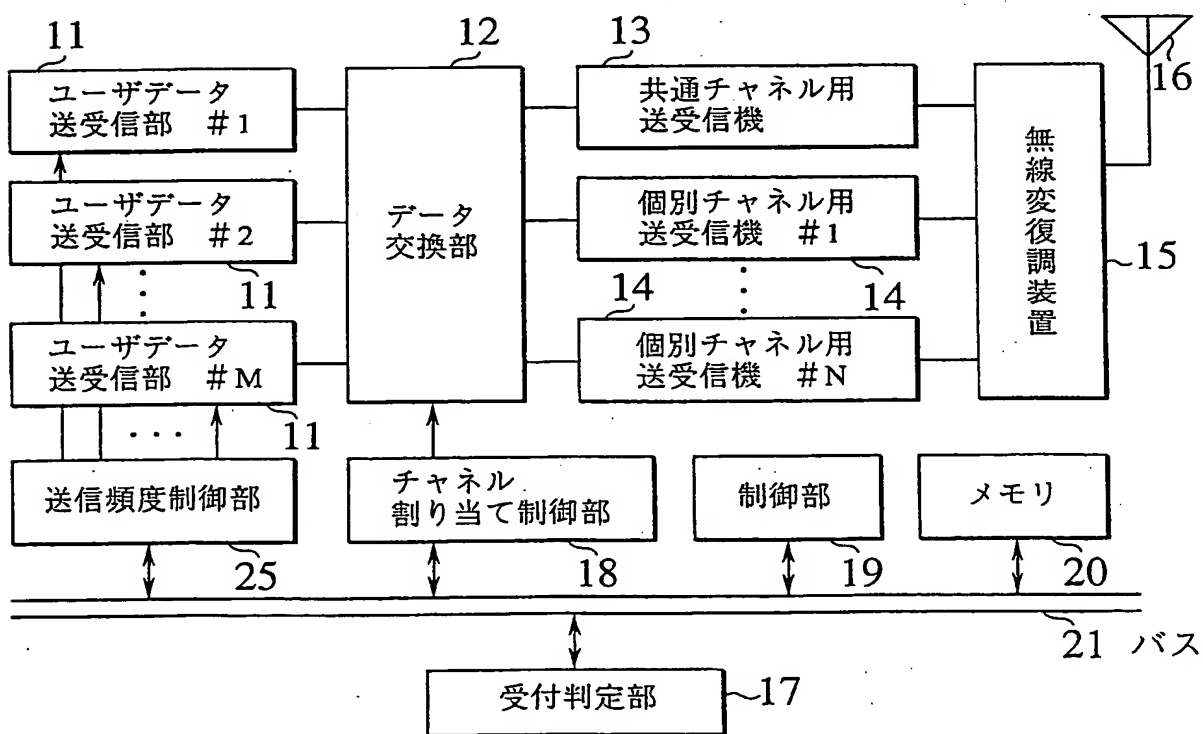 11
ユーザデータ
送受信部 #1
ユーザデータ
送受信部 #2
11
ユーザデータ
送受信部 #M
11
送信頻度制御部
25
12
データ
交換部
13
共通チャネル用
送受信機
個別チャネル用
送受信機 #1
14
14
個別チャネル用
送受信機 #N
無線変復調装置
15
16
チャネル
割り当て制御部
18
制御部
19
メモリ
20
21 バス
受付判定部
17